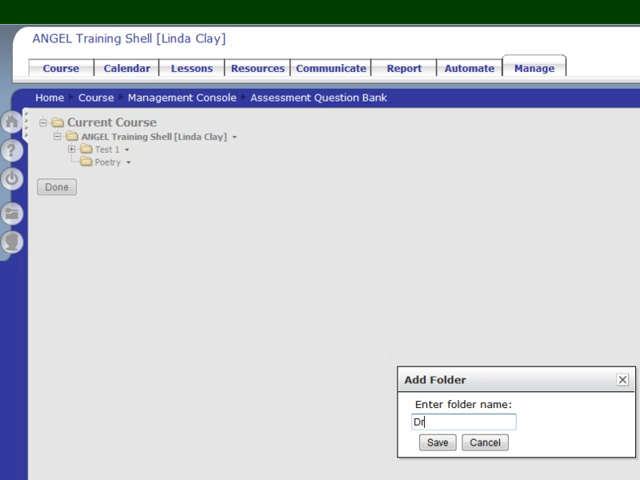 ANGEL Training Shell [Linda Clay]
Course Calendar Lessons Resources Communicate Report Automate Manage
Home Course Management Console Assessment Question Bank
Current Course
ANGEL Training Shell [Linda Clay]
Test 1
Poetry
Done
Add Folder
Enter folder name:
Dr
Save Cancel